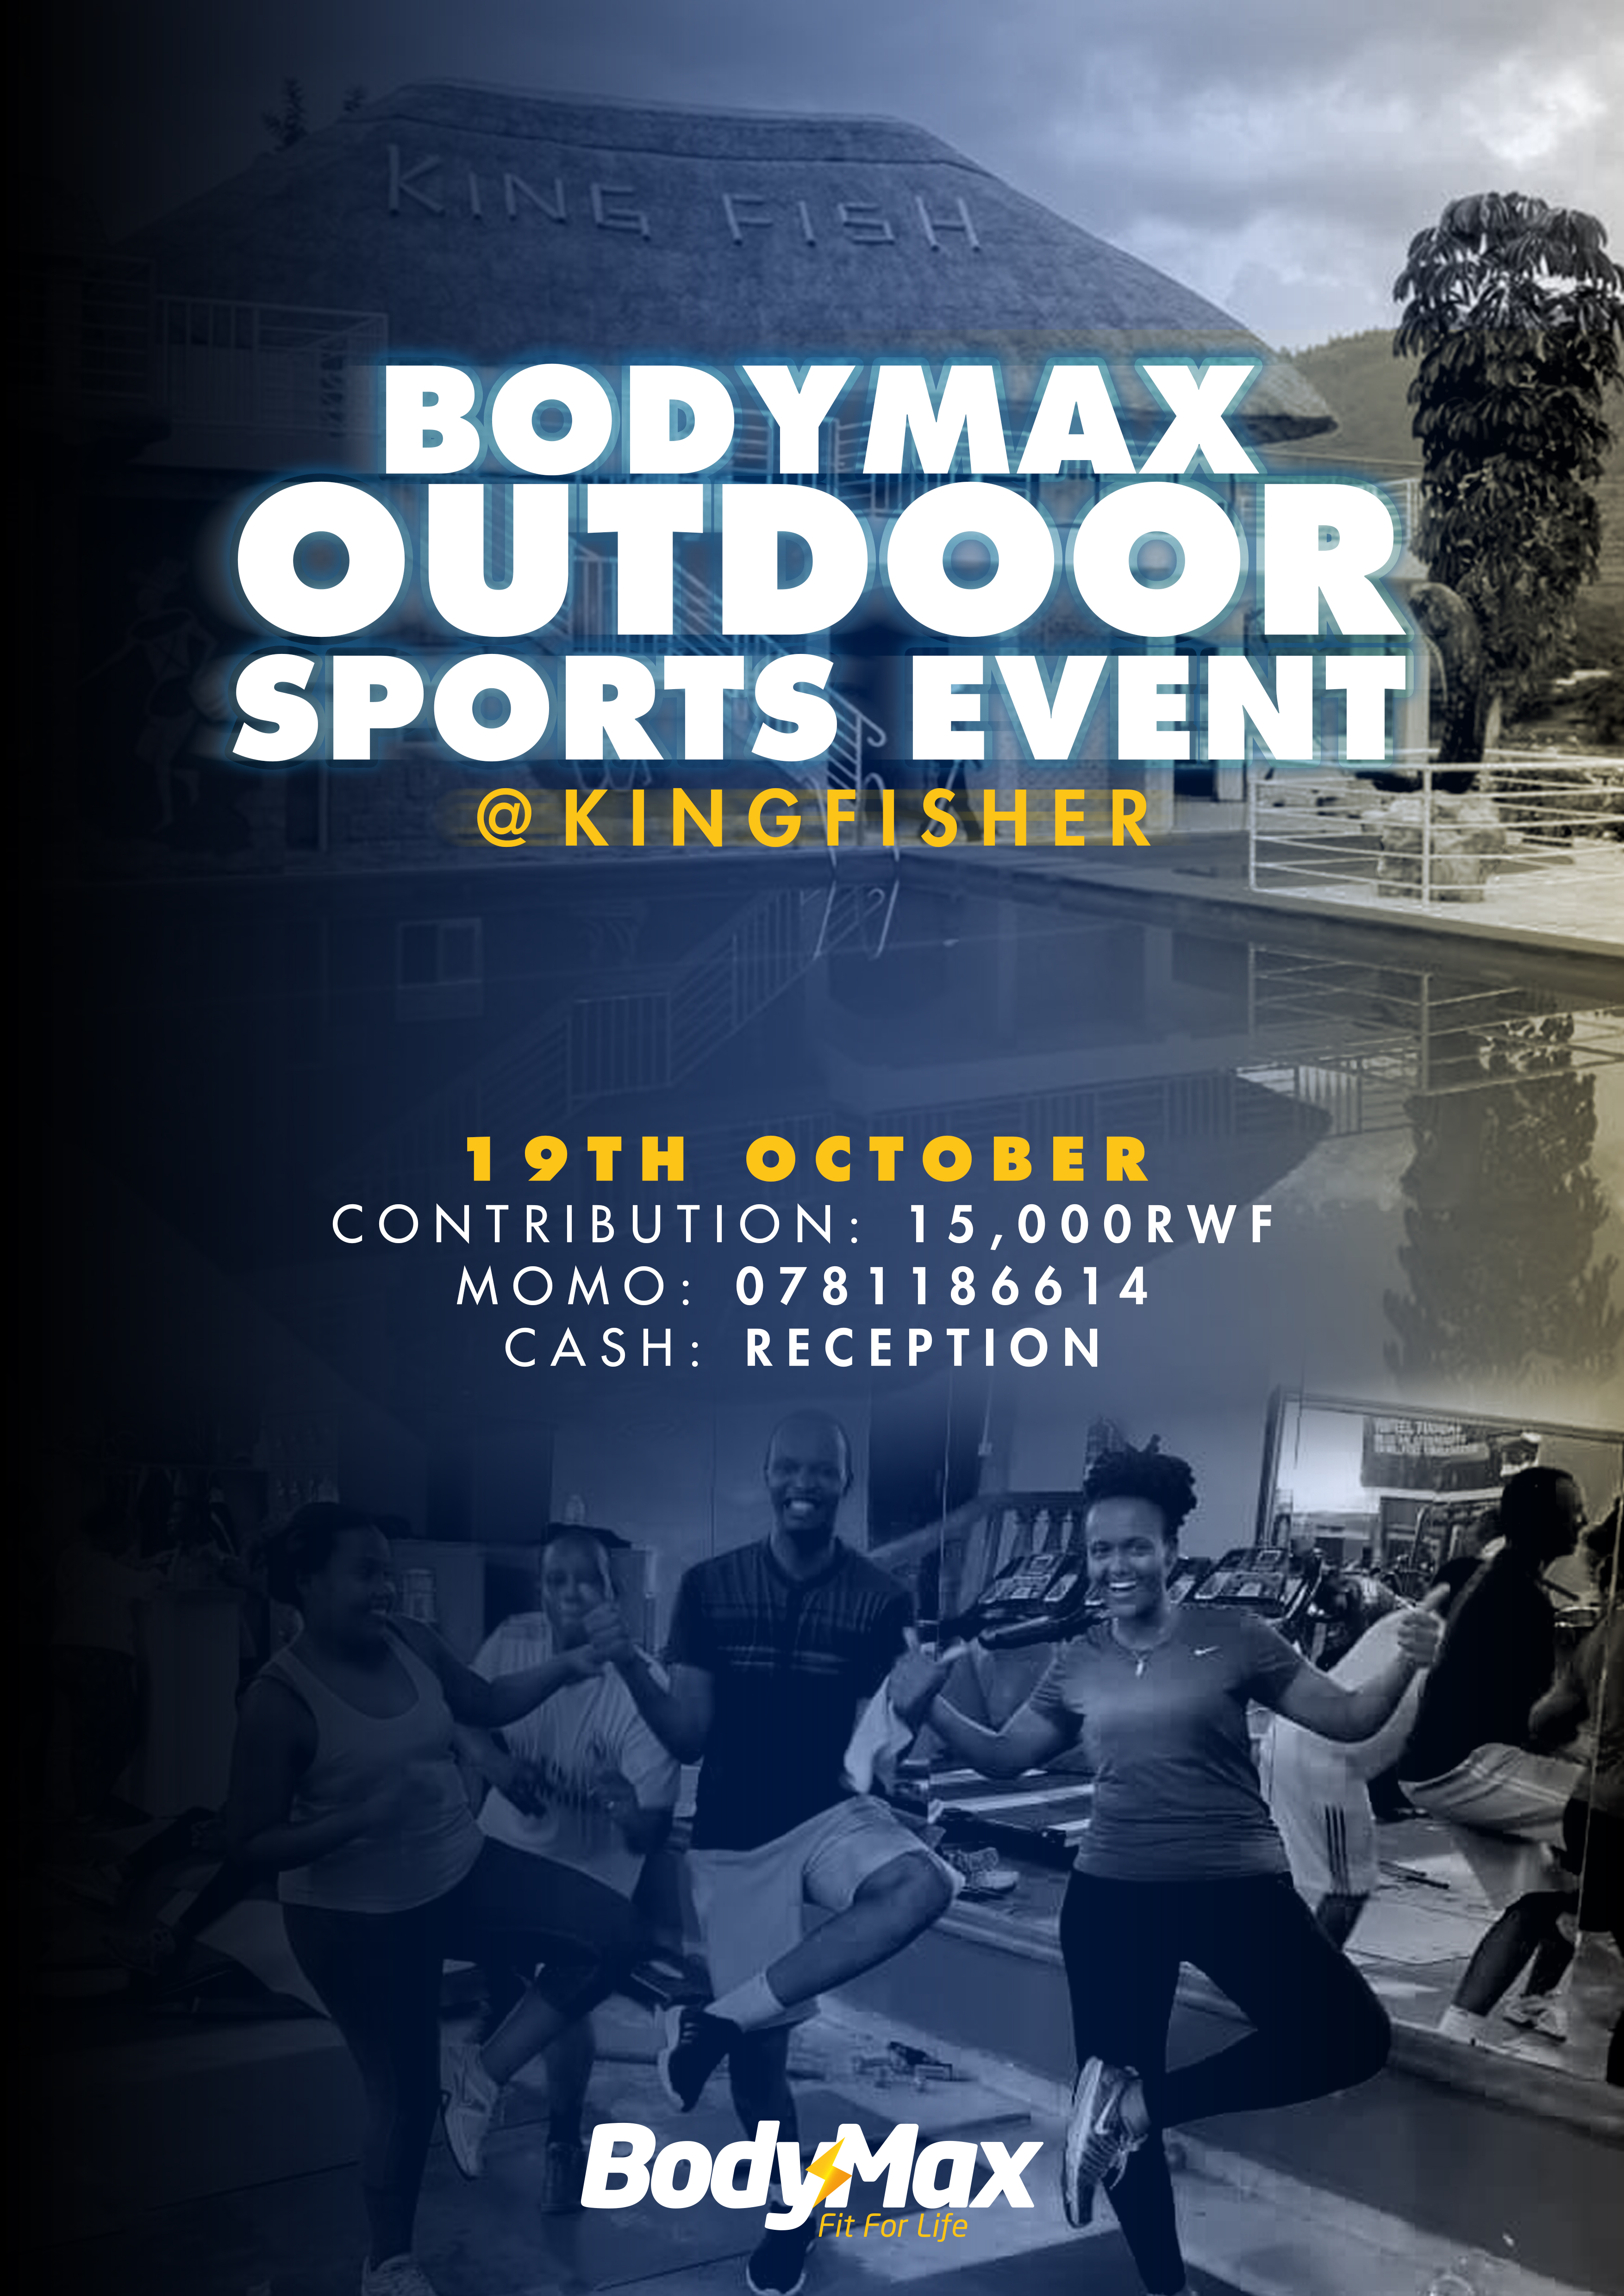 KING FISH
BODYMAX
OUTDOOR
SPORTS EVENT
@KINGFISHER
19TH OCTOBER
CONTRIBUTION: 15,000RWF
MOMO: 0781186614
CASH: RECEPTION
BodyMax
Fit For Life